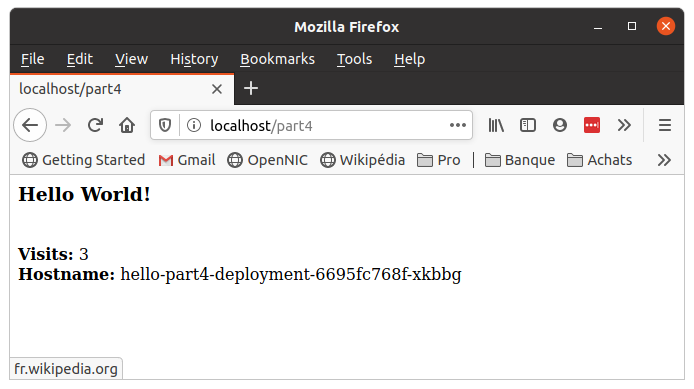 Mozilla Firefox
File Edit View History Bookmarks Tools Help
localhost/part4
localhost/part4
Getting Started Gmail OpenNIC Wikipédia Pro Banque Achats
Hello World!
Visits: 3
Hostname: hello-part4-deployment-6695fc768f-xkbbg
fr.wikipedia.org